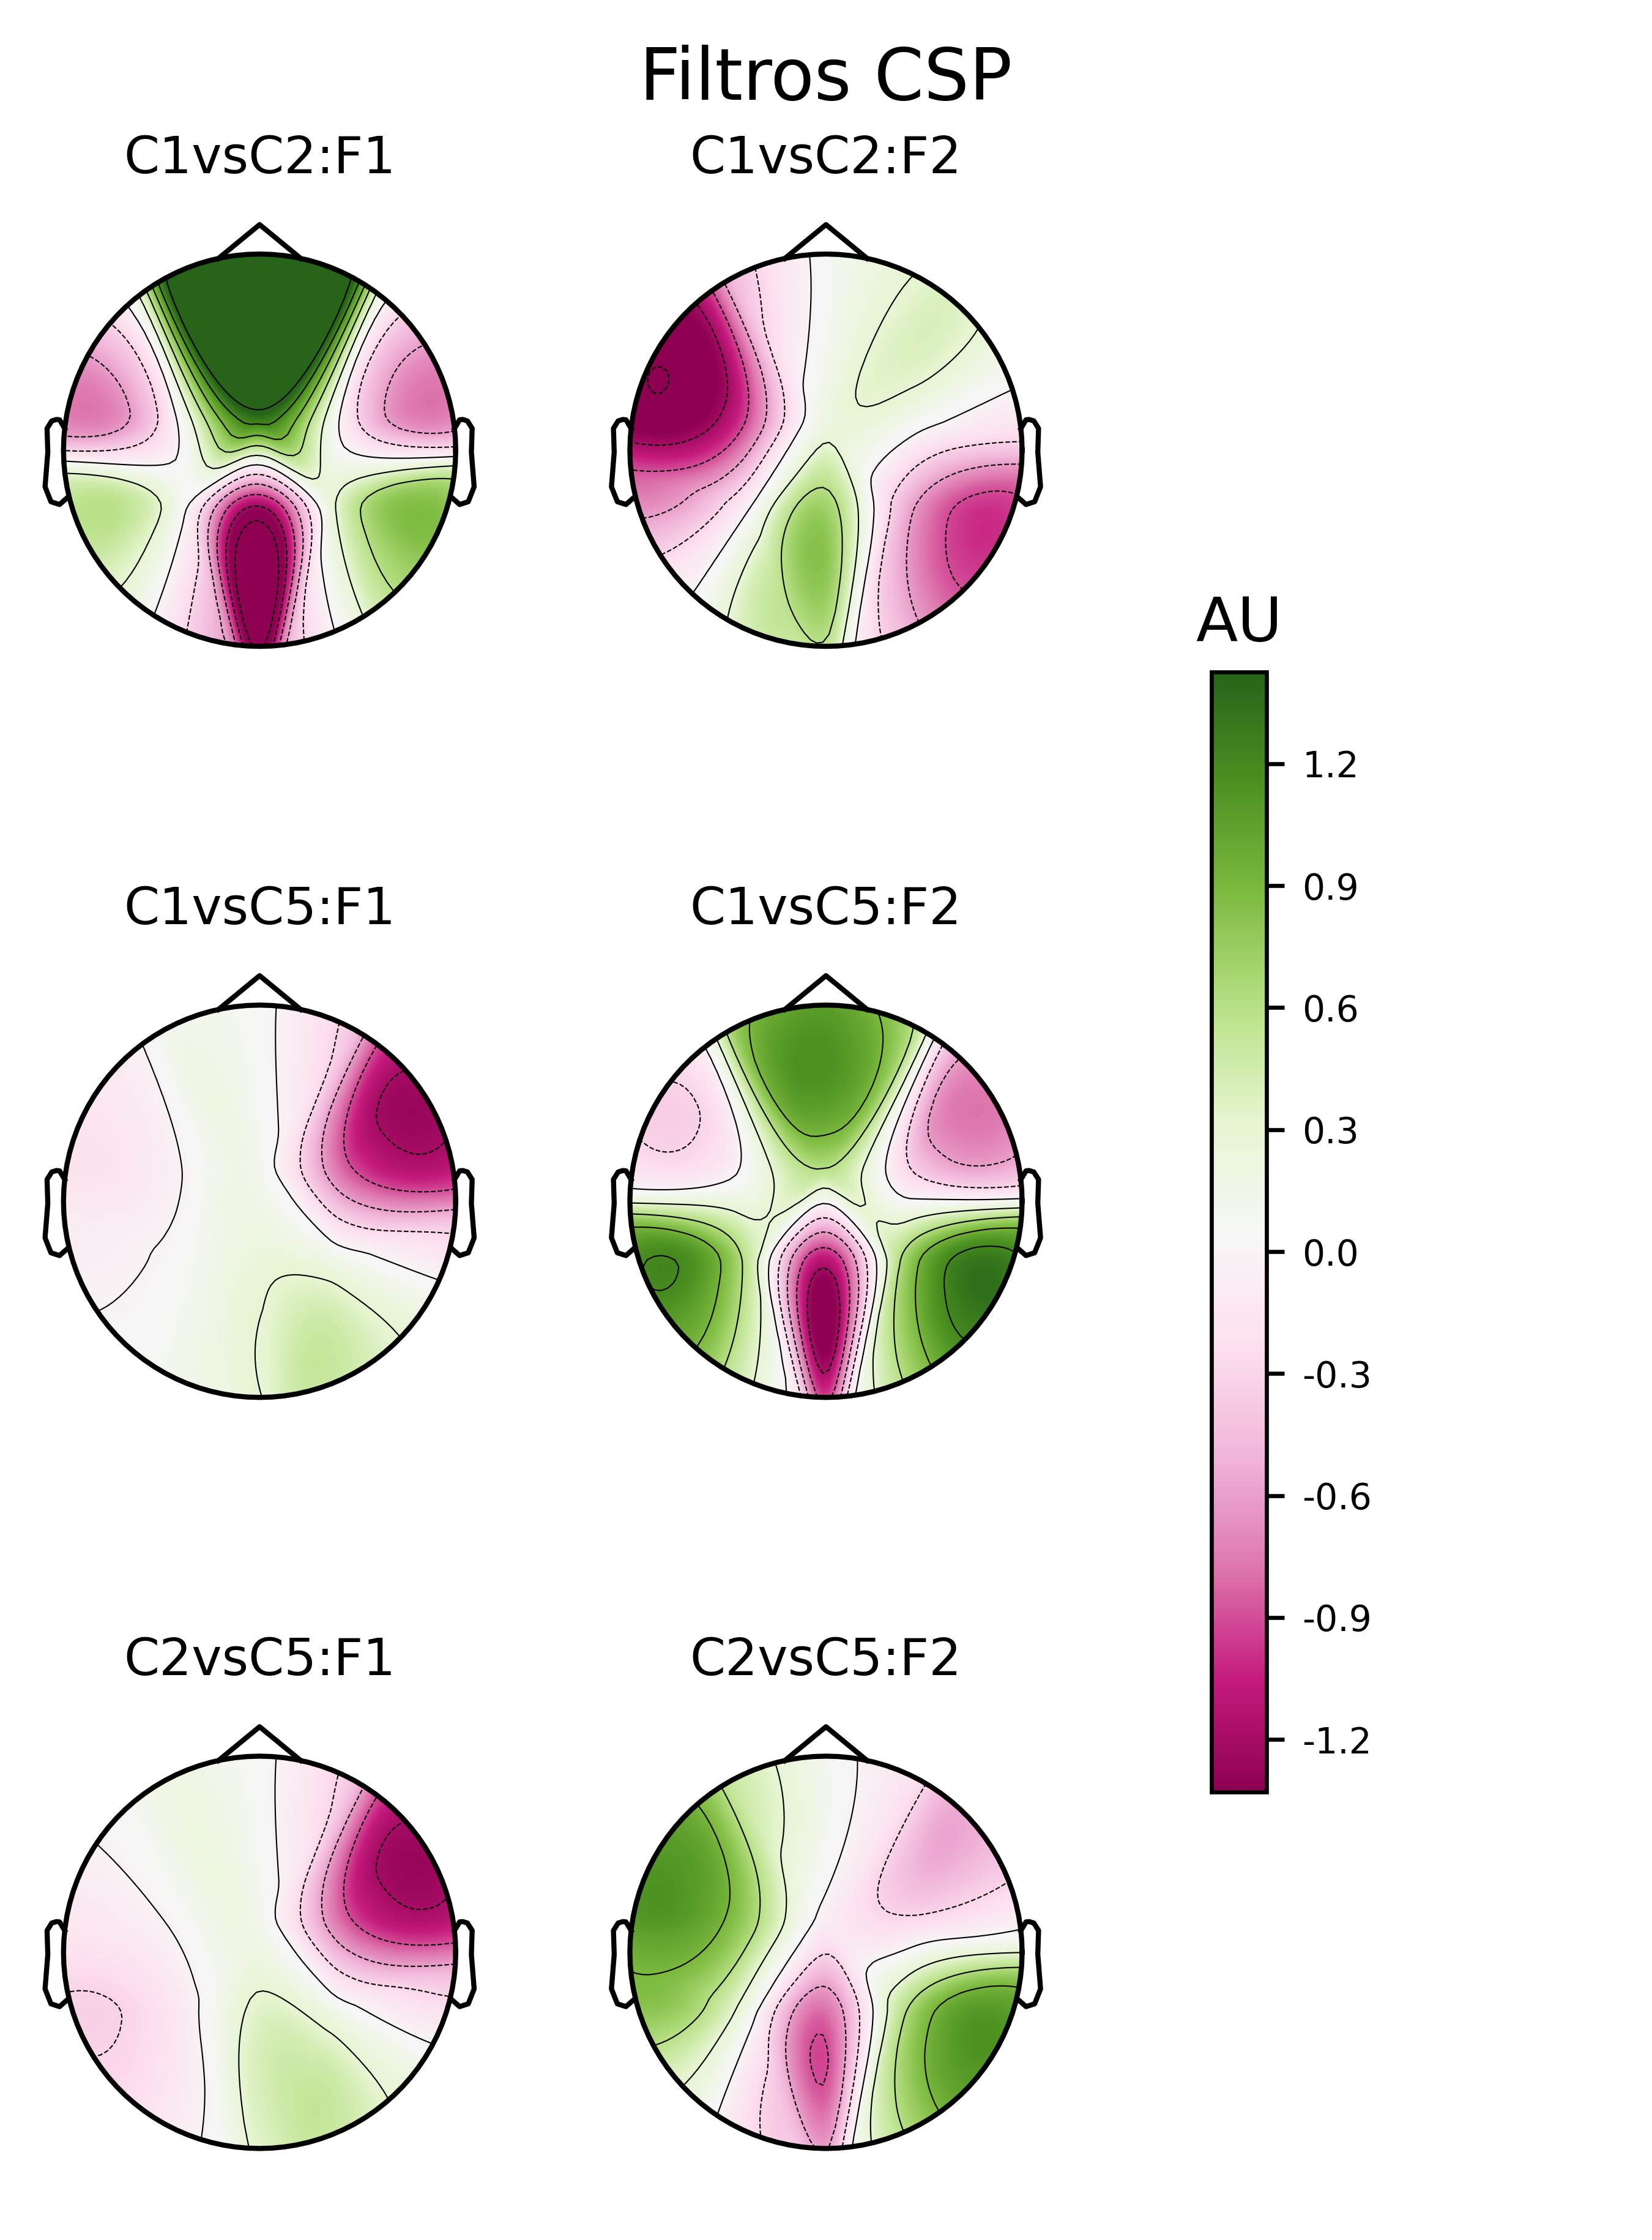 Filtros CSP
C1vsC2:F1
C1vsC2:F2
AU
1.2
0.9
0.6
0.3
0.0
-0.3
-0.6
-0.9
-1.2
C1vsC5:F1
C1vsC5:F2
C2vsC5:F1
C2vsC5:F2